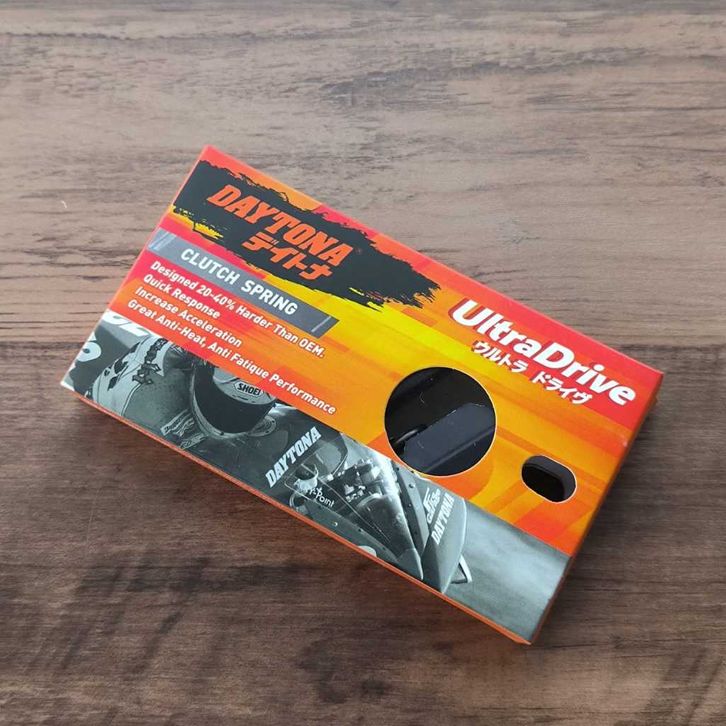 DAYTONA
デイトナ
CLUTCH SPRING
Designed 20-40% Harder Than OEM.
Quick Response
Increase Acceleration
Great Anti-Heat, Anti Fatique Performance
UltraDrive
ウルトラ ドライヴ
SHOEI
DAYTONA
DAYTONA